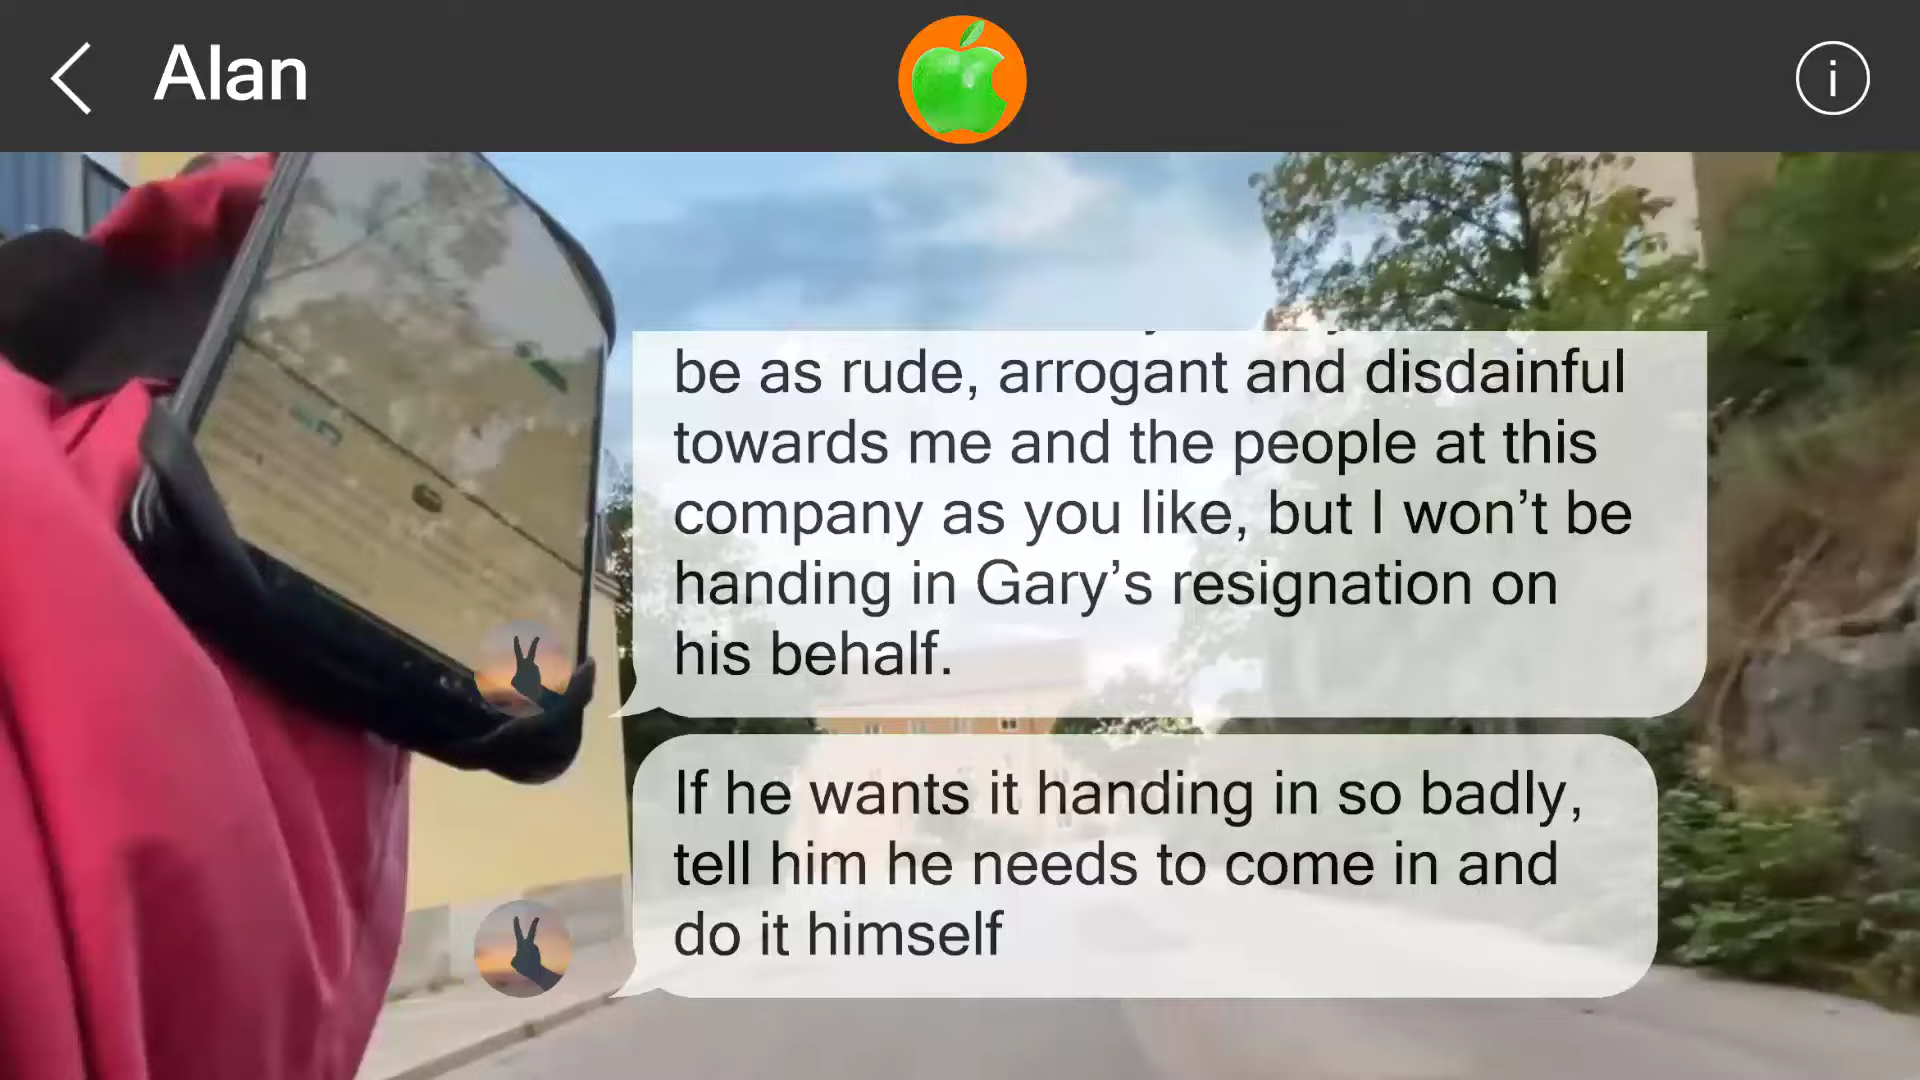 Alan
be as rude, arrogant and disdainful
towards me and the people at this
company as you like, but I won’t be
handing in Gary’s resignation on
his behalf.
If he wants it handing in so badly,
tell him he needs to come in and
do it himself